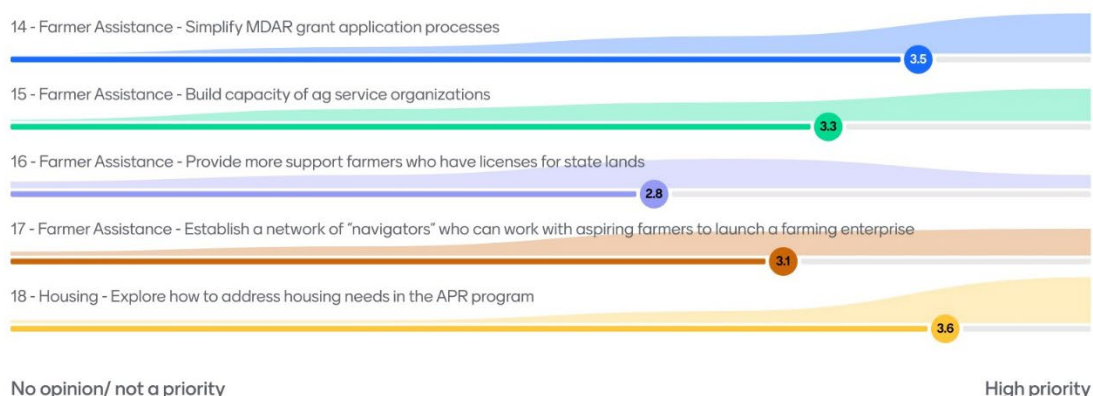 14 - Farmer Assistance - Simplify MDAR grant application processes
3.5
15 - Farmer Assistance - Build capacity of ag service organizations
3.3
16 - Farmer Assistance - Provide more support farmers who have licenses for state lands
2.8
17 - Farmer Assistance - Establish a network of "navigators" who can work with aspiring farmers to launch a farming enterprise
3.1
18 - Housing - Explore how to address housing needs in the APR program
3.6
No opinion/ not a priority
High priority